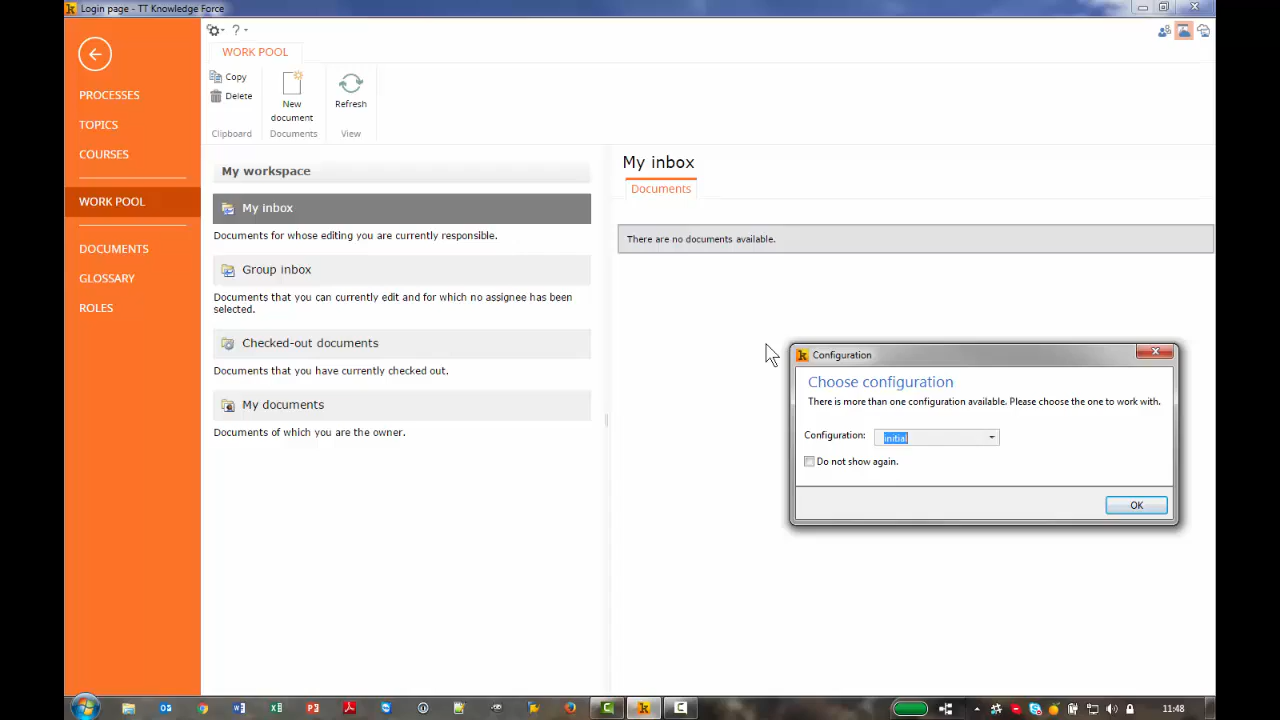 Login page - TT Knowledge Force
?
WORK POOL
PROCESSES
TOPICS
COURSES
WORK POOL
DOCUMENTS
GLOSSARY
ROLES
Copy
Delete
Clipboard
New
document
Documents
Refresh
View
My workspace
My inbox
Documents for whose editing you are currently responsible.
Group inbox
Documents that you can currently edit and for which no assignee has been
selected.
Checked-out documents
Documents that you have currently checked out.
My documents
Documents of which you are the owner.
My inbox
Documents
There are no documents available.
Configuration
Choose configuration
There is more than one configuration available. Please choose the one to work with.
Configuration: initial
Do not show again.
OK
11:48